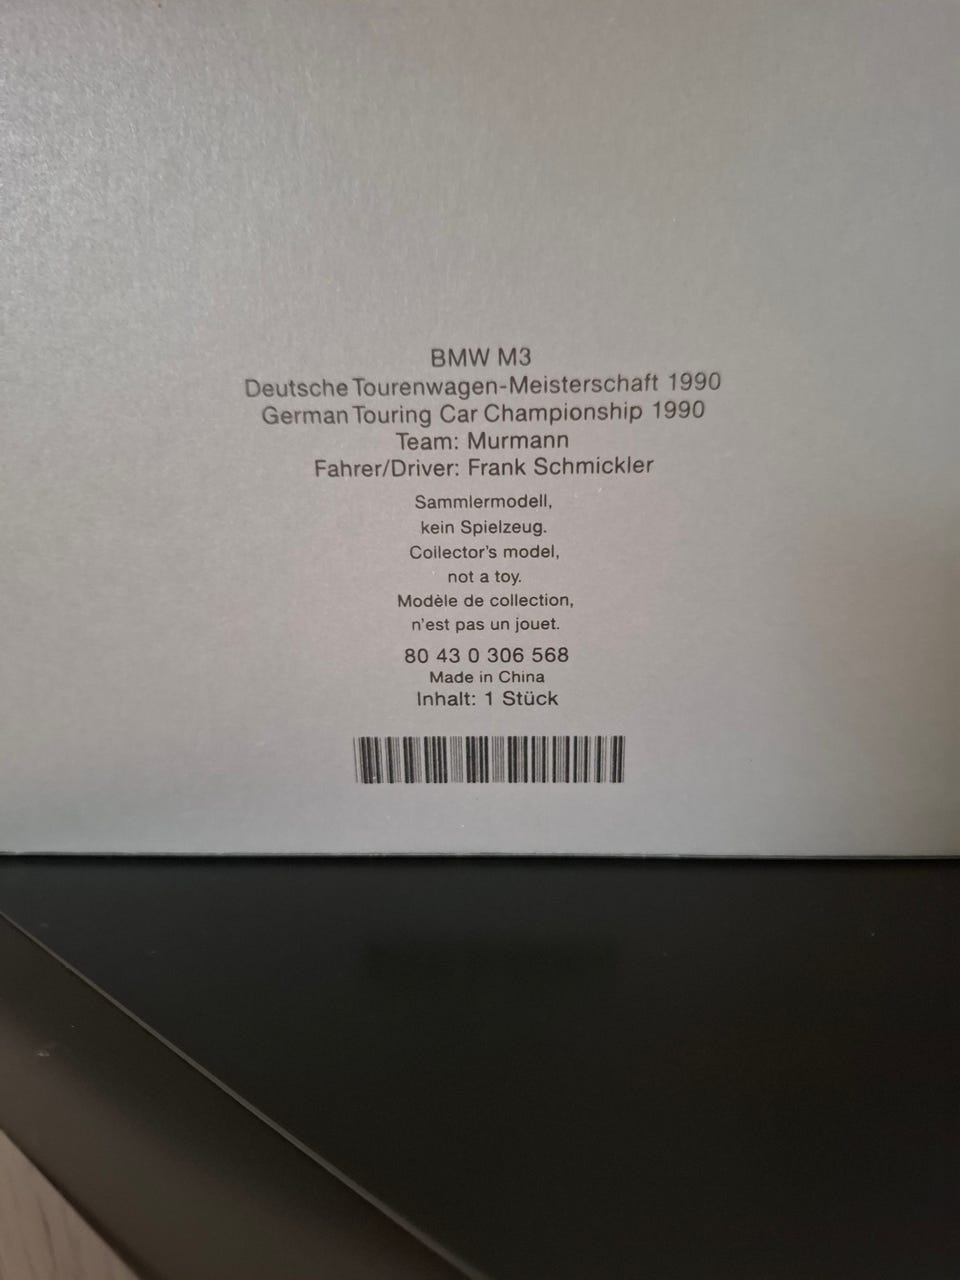 BMW M3
Deutsche Tourenwagen-Meisterschaft 1990
German Touring Car Championship 1990
Team: Murmann
Fahrer/Driver: Frank Schmickler
Sammlermodell,
kein Spielzeug.
Collector's model,
not a toy.
Modèle de collection,
n'est pas un jouet.
80 43 0 306 568
Made in China
Inhalt: 1 Stück